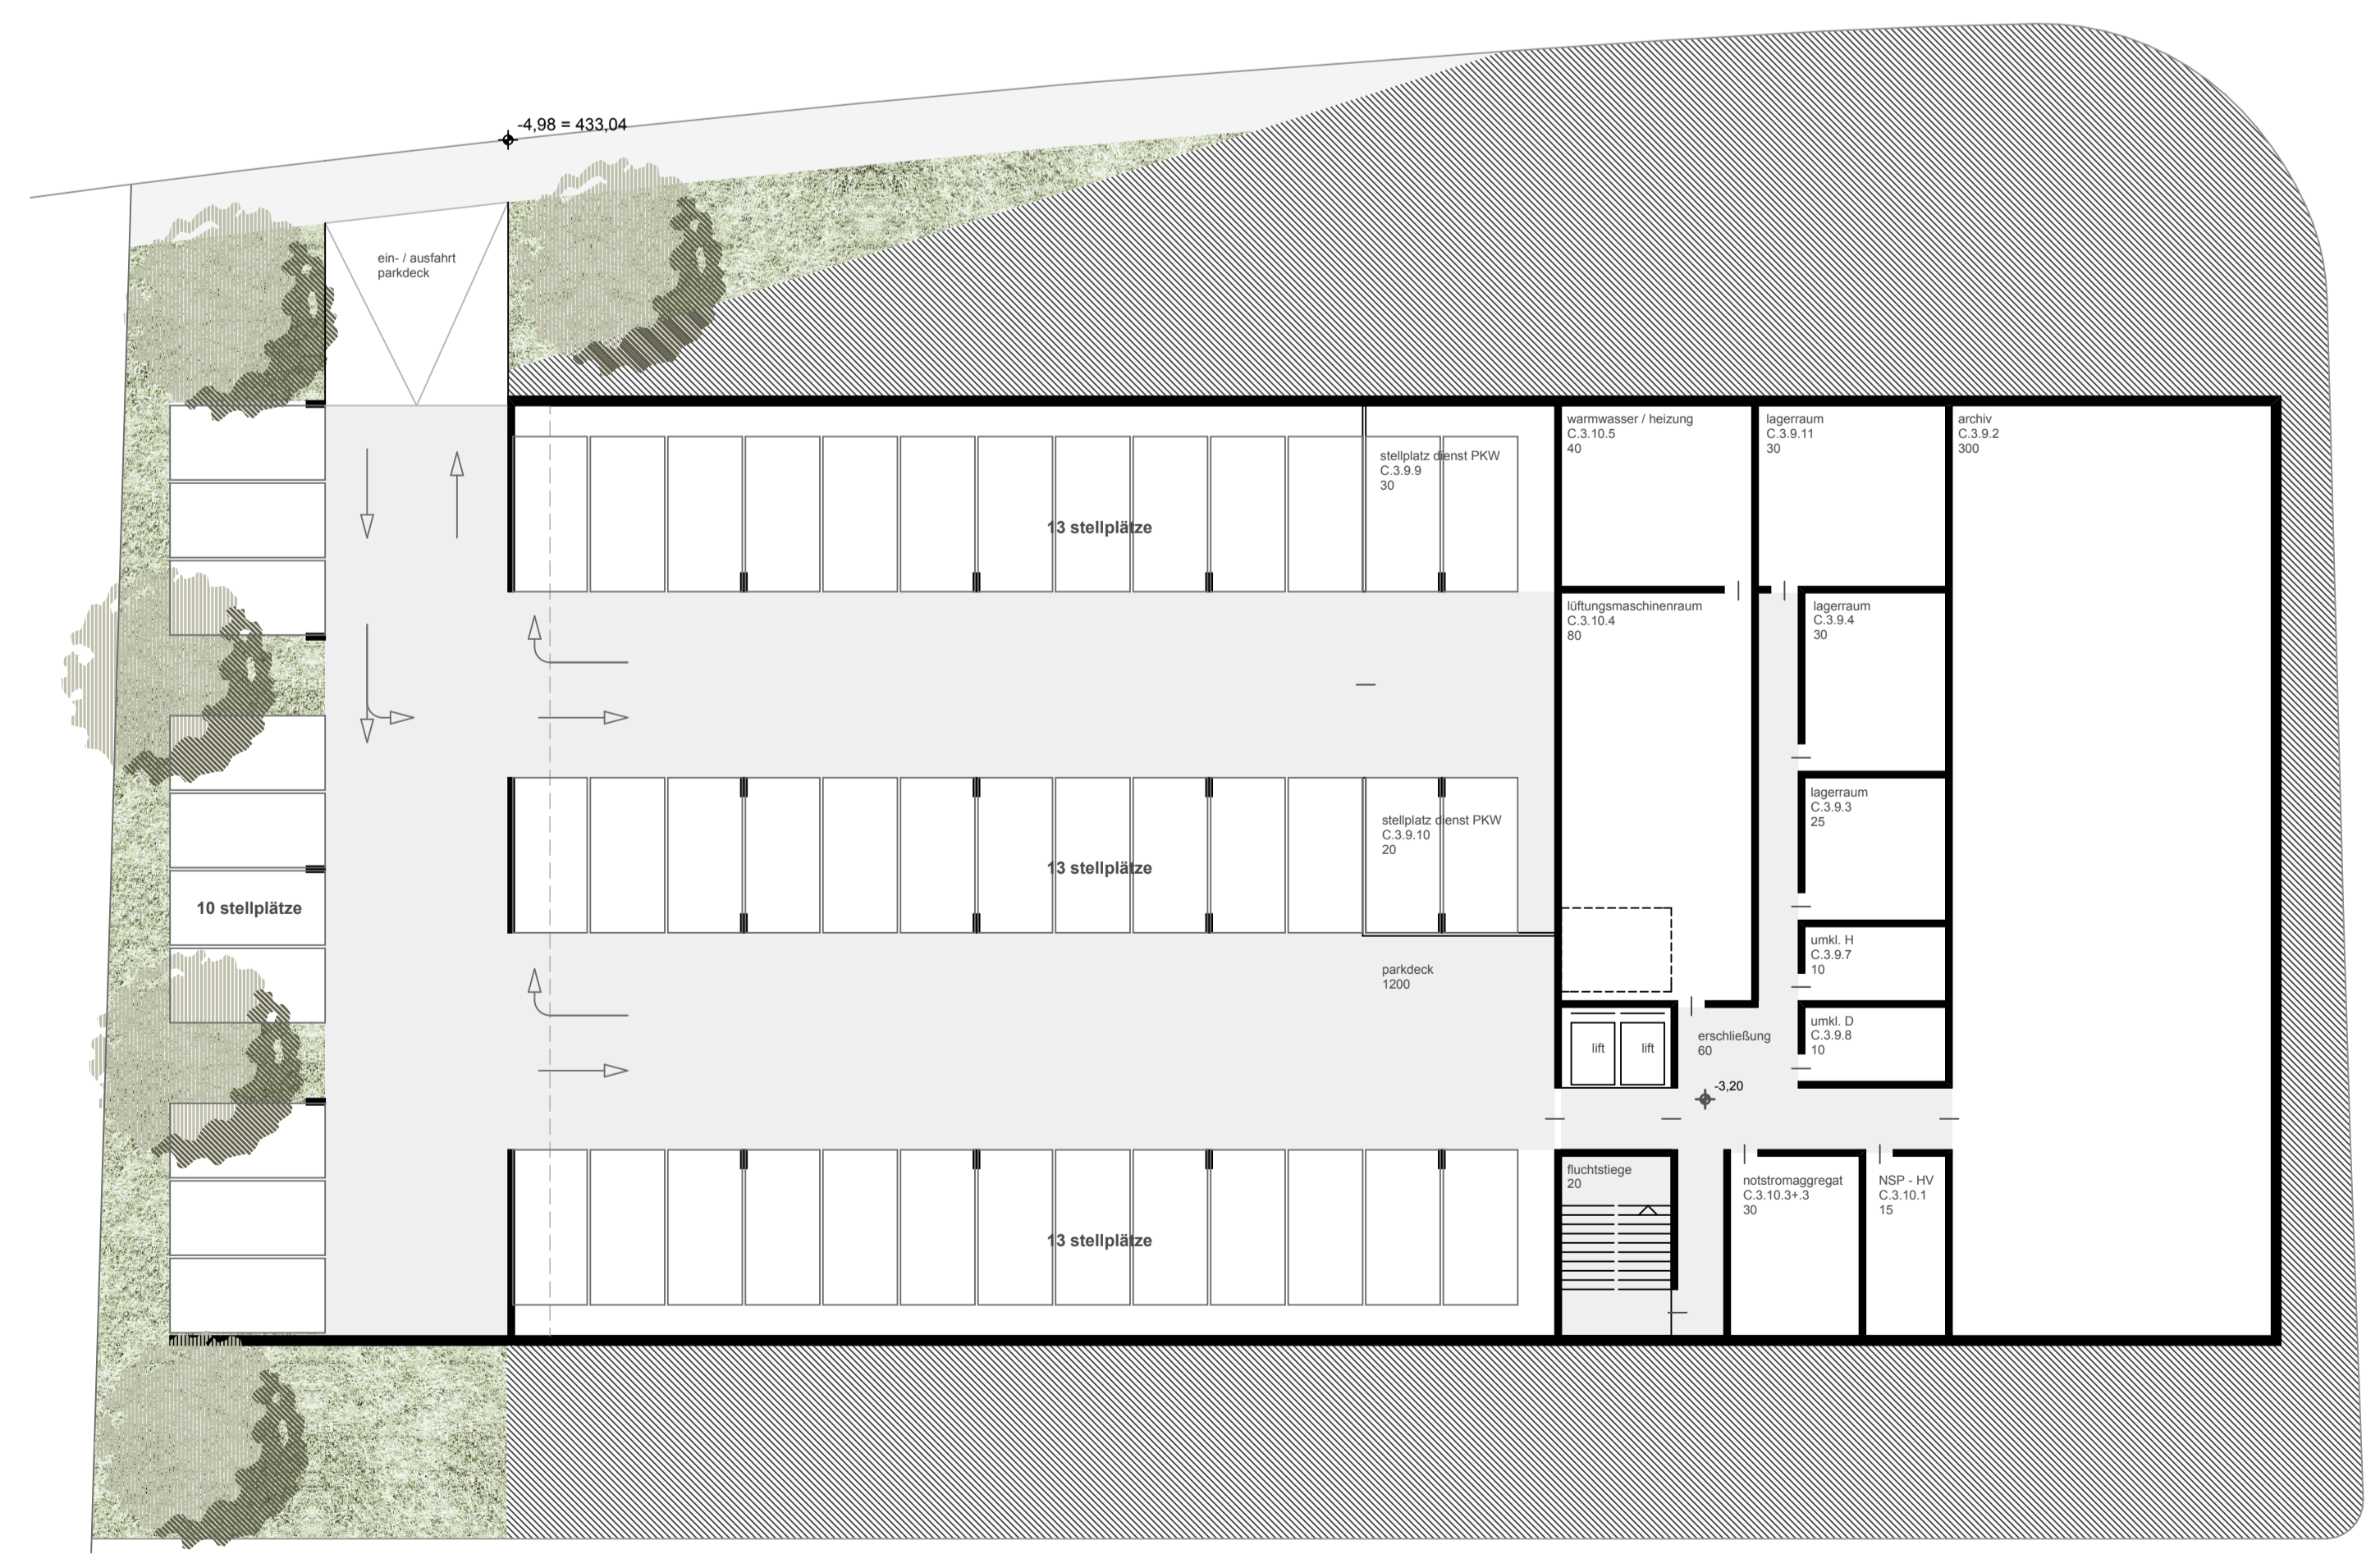 -4,98 = 433,04
ein- / ausfahrt
parkdeck
stellplatz dienst PKW
C.3.9.9
30
13 stellplätze
warmwasser / heizung
C.3.10.5
40
lagerraum
C.3.9.11
30
archiv
C.3.9.2
300
lüftungsmaschinenraum
C.3.10.4
80
lagerraum
C.3.9.4
30
stellplatz dienst PKW
C.3.9.10
20
13 stellplätze
lagerraum
C.3.9.3
25
10 stellplätze
parkdeck
1200
umkl. H
C.3.9.7
10
umkl. D
C.3.9.8
10
lift
lift
erschließung
60
-3,20
fluchtstiege
20
notstromaggregat
C.3.10.3+.3
30
NSP - HV
C.3.10.1
15
13 stellplätze